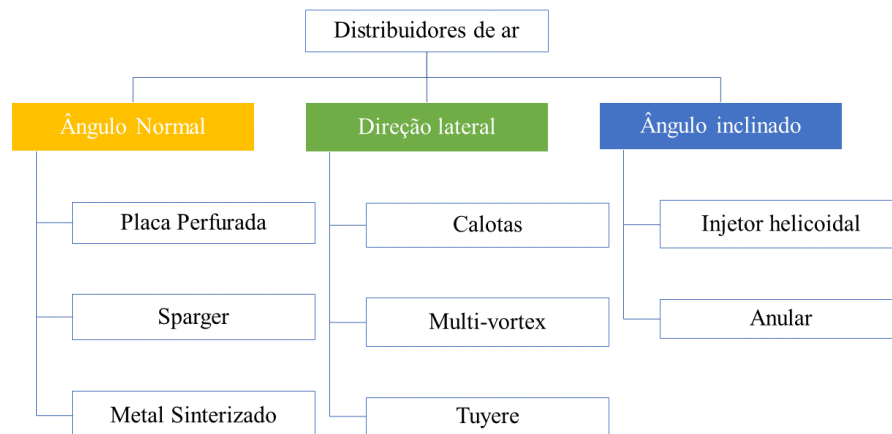 Distribuidores de ar
Ângulo Normal
Direção lateral
Ângulo inclinado
Placa Perfurada
Calotas
Injetor helicoidal
Sparger
Multi-vortex
Anular
Metal Sinterizado
Tuyere